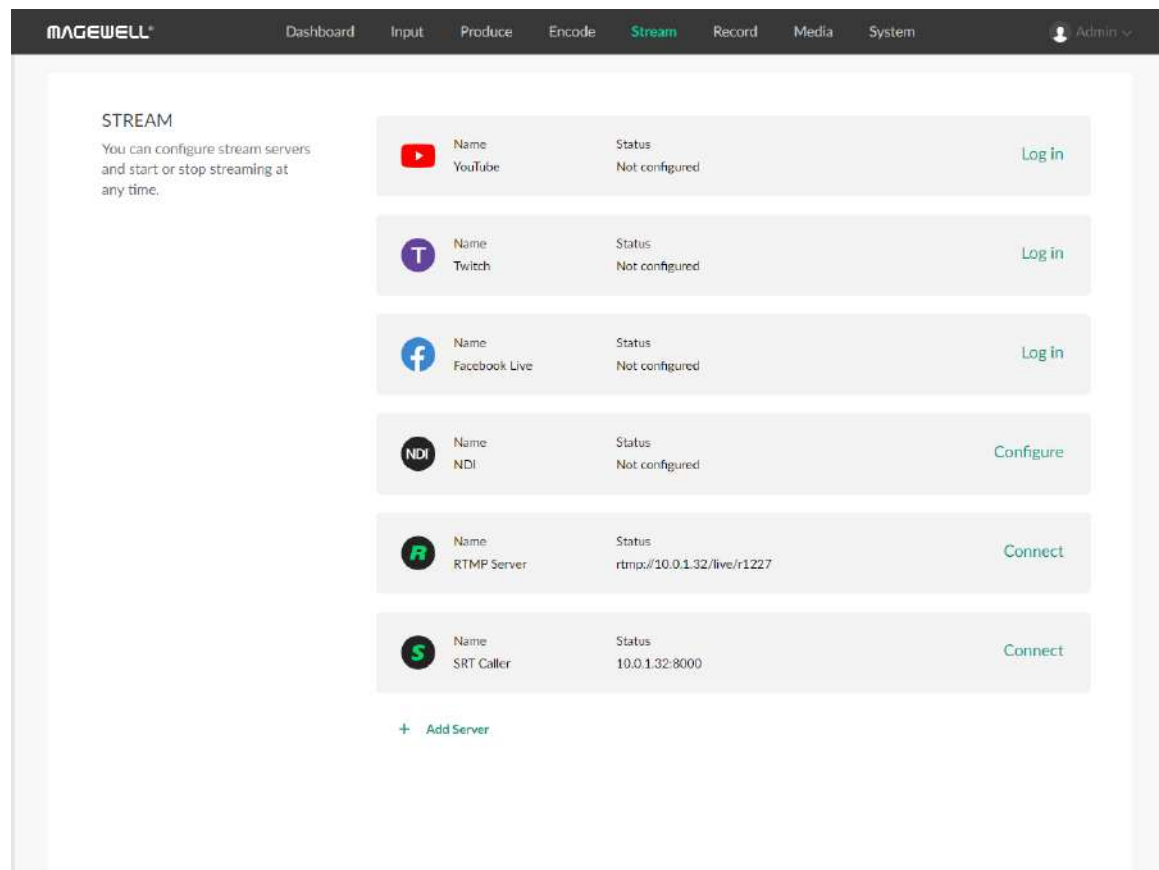 MAGEWELL®
Dashboard Input Produce Encode Stream Record Media System Admin
STREAM
You can configure stream servers
and start or stop streaming at
any time.
Name Status
YouTube Not configured
Log in
T
Name Status
Twitch Not configured
Log in
Name Status
Facebook Live Not configured
Log in
NDI
Name Status
NDI Not configured
Configure
R
Name Status
RTMP Server rtmp://10.0.1.32/live/r1227
Connect
S
Name Status
SRT Caller 10.0.1.32:8000
Connect
+ Add Server